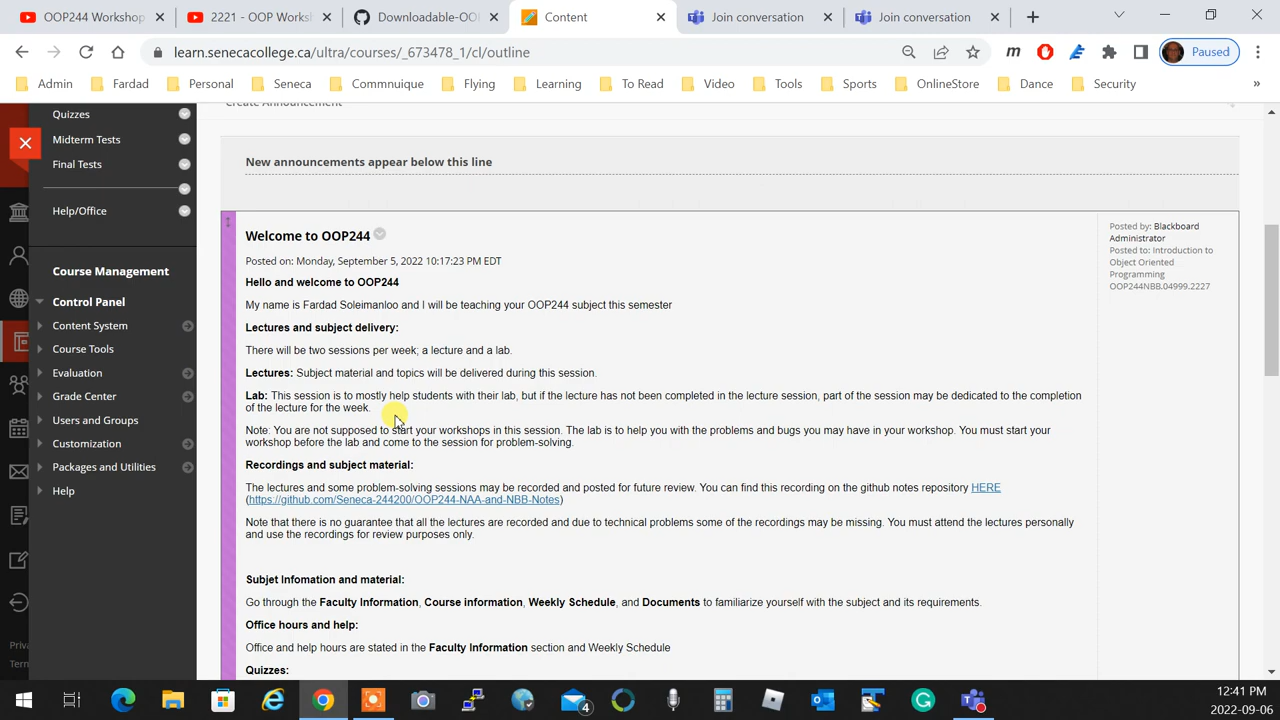 OOP244 Workshop
2221 - OOP Works
Downloadable-OO
Content
Join conversation
Join conversation
learn.senecacollege.ca/ultra/courses/_673478_1/cl/outline
Paused
Admin
Fardad
Personal
Seneca
Commnuique
Flying
Learning
To Read
Video
Tools
Sports
OnlineStore
Dance
Security
»
Quizzes
Midterm Tests
Final Tests
Help/Office
Course Management
Control Panel
Content System
Course Tools
Evaluation
Grade Center
Users and Groups
Customization
Packages and Utilities
Help
Priv
Term
Create Announcement
New announcements appear below this line
Welcome to OOP244
Posted on: Monday, September 5, 2022 10:17:23 PM EDT
Hello and welcome to OOP244
My name is Fardad Soleimanloo and I will be teaching your OOP244 subject this semester
Lectures and subject delivery:
There will be two sessions per week; a lecture and a lab.
Lectures: Subject material and topics will be delivered during this session.
Lab: This session is to mostly help students with their lab, but if the lecture has not been completed in the lecture session, part of the session may be dedicated to the completion
of the lecture for the week.
Note: You are not supposed to start your workshops in this session. The lab is to help you with the problems and bugs you may have in your workshop. You must start your
workshop before the lab and come to the session for problem-solving.
Recordings and subject material:
The lectures and some problem-solving sessions may be recorded and posted for future review. You can find this recording on the github notes repository HERE
(https://github.com/Seneca-244200/OOP244-NAA-and-NBB-Notes)
Note that there is no guarantee that all the lectures are recorded and due to technical problems some of the recordings may be missing. You must attend the lectures personally
and use the recordings for review purposes only.
Subjet Infomation and material:
Go through the Faculty Information, Course information, Weekly Schedule, and Documents to familiarize yourself with the subject and its requirements.
Office hours and help:
Office and help hours are stated in the Faculty Information section and Weekly Schedule
Quizzes:
Posted by: Blackboard
Administrator
Posted to: Introduction to
Object Oriented
Programming
OOP244NBB.04999.2227
4
12:41 PM
2022-09-06